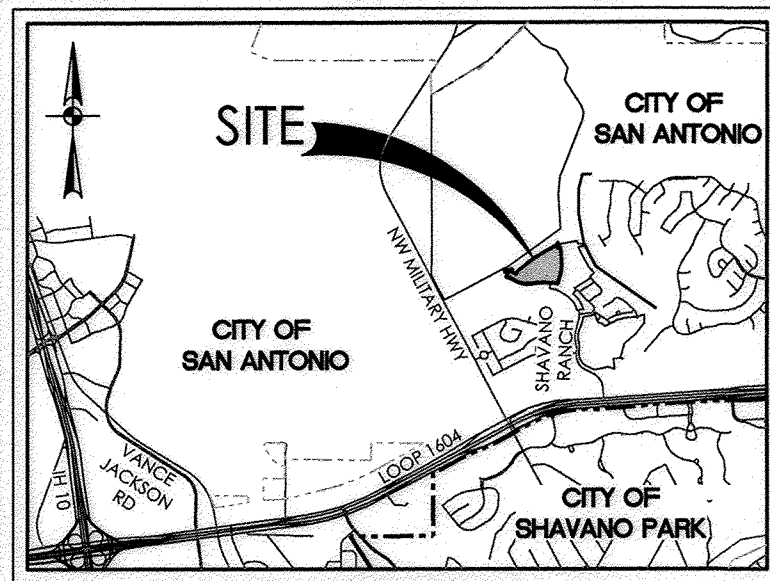 SITE
CITY OF
SAN ANTONIO
NW MILITARY HWY
CITY OF
SAN ANTONIO
SHAVANO
RANCH
LOOP 1604
VANCE
JACKSON
RD
IH 10
CITY OF
SHAVANO PARK